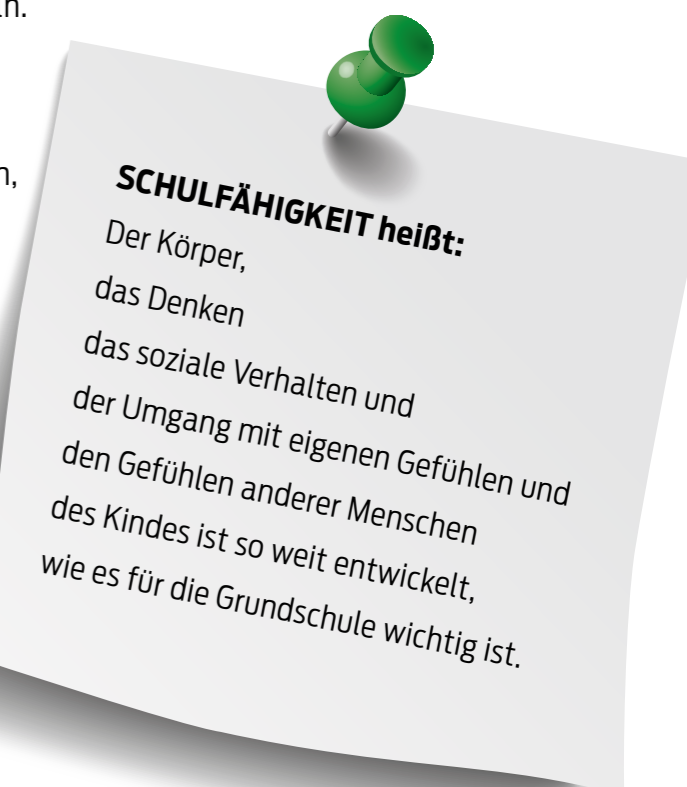 SCHULFÄHIGKEIT heißt:
Der Körper,
das Denken
das soziale Verhalten und
der Umgang mit eigenen Gefühlen und
den Gefühlen anderer Menschen
des Kindes ist so weit entwickelt,
wie es für die Grundschule wichtig ist.